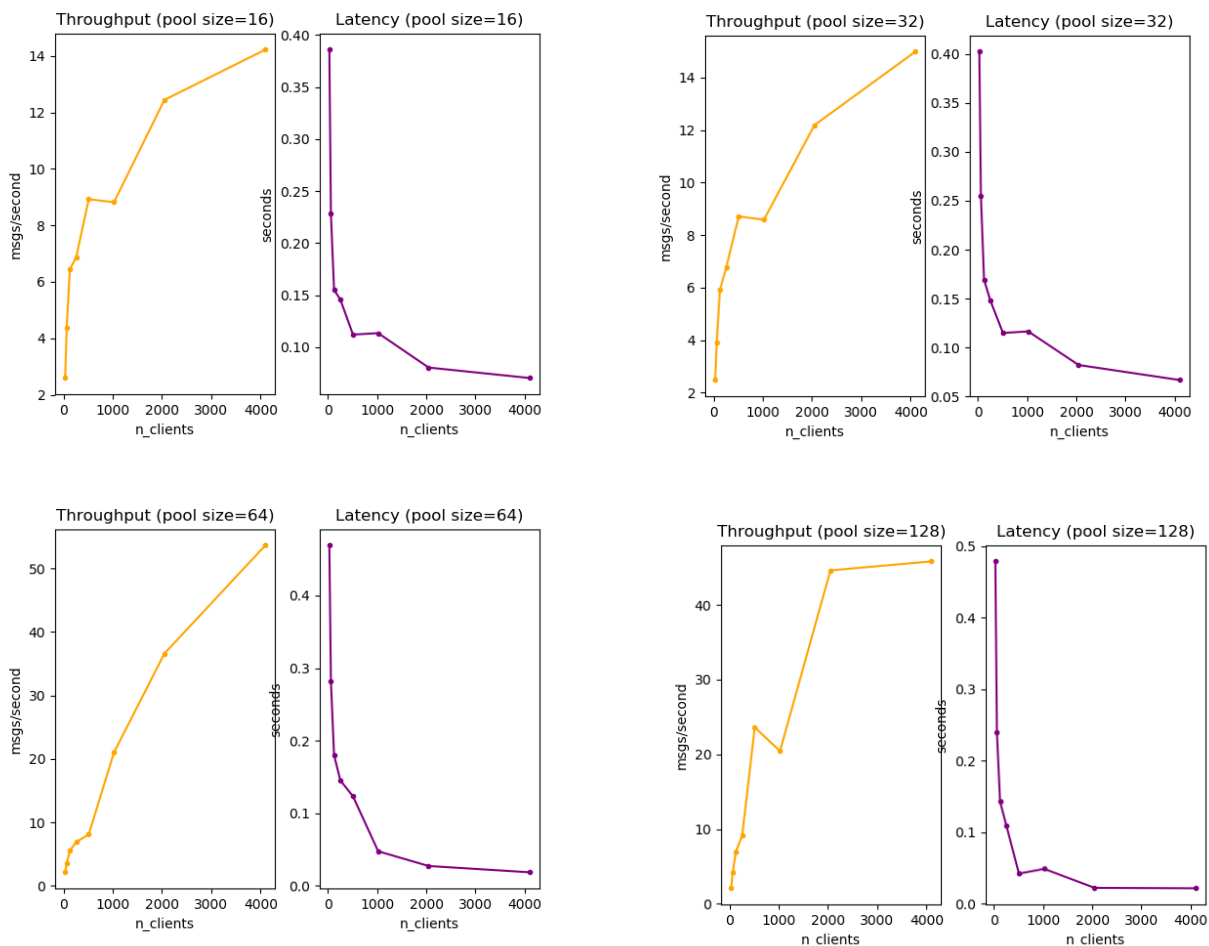 Throughput (pool size=16)
14
12
10
8
6
4
2
msgs/second
0 1000 2000 3000 4000
n_clients
Latency (pool size=16)
0.40
0.35
0.30
0.25
0.20
0.15
0.10
seconds
0 1000 2000 3000 4000
n_clients
Throughput (pool size=32)
14
12
10
8
6
4
2
msgs/second
0 1000 2000 3000 4000
n_clients
Latency (pool size=32)
0.40
0.35
0.30
0.25
0.20
0.15
0.10
0.05
seconds
0 1000 2000 3000 4000
n_clients
Throughput (pool size=64)
50
40
30
20
10
0
msgs/second
0 1000 2000 3000 4000
n_clients
Latency (pool size=64)
0.4
0.3
0.2
0.1
0.0
seconds
0 1000 2000 3000 4000
n_clients
Throughput (pool size=128)
40
30
20
10
0
msgs/second
0 1000 2000 3000 4000
n clients
Latency (pool size=128)
0.5
0.4
0.3
0.2
0.1
0.0
seconds
0 1000 2000 3000 4000
n clients